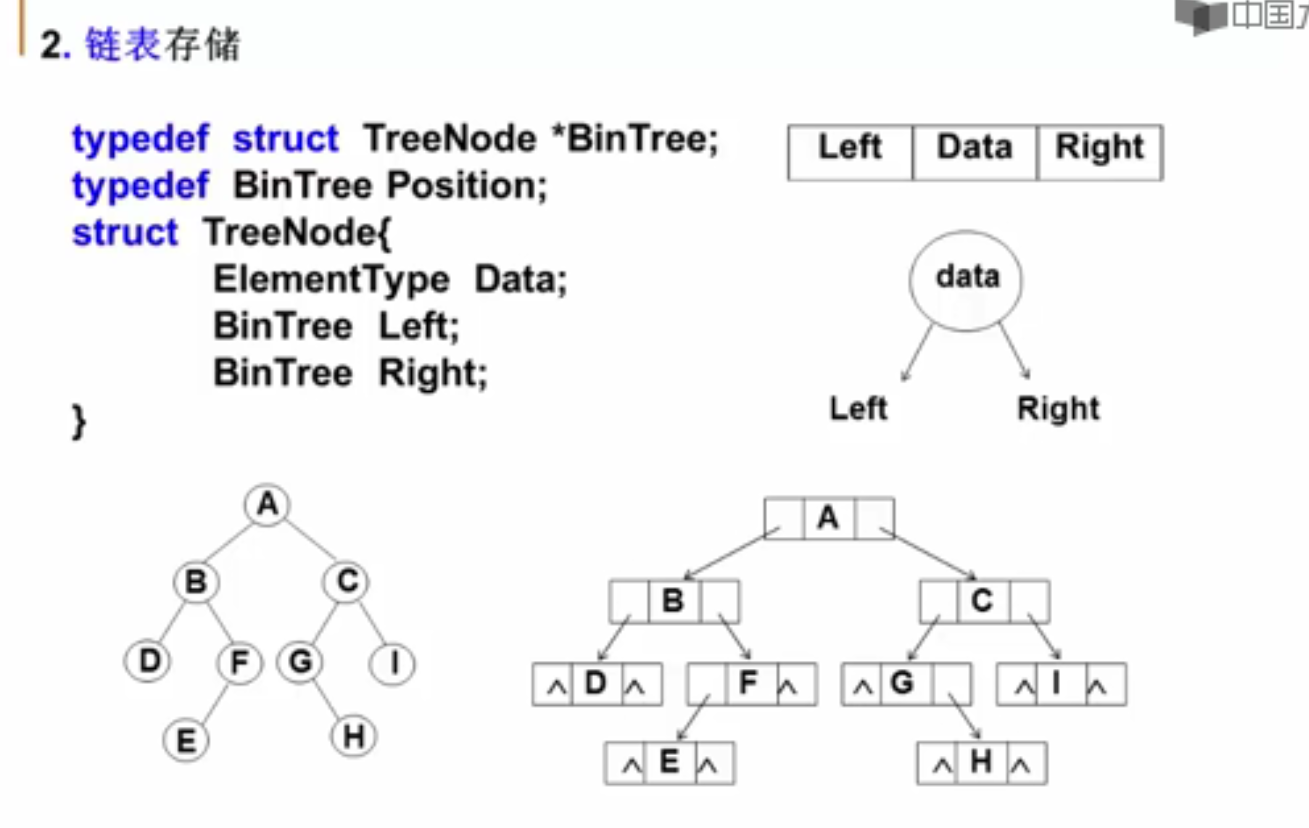 中国
2. 链表存储
typedef struct TreeNode *BinTree;
typedef BinTree Position;
struct TreeNode{
ElementType Data;
BinTree Left;
BinTree Right;
}
Left Data Right
data
Left Right
A
B C
D F G I
E H
A
B C
^ D ^ F ^ ^ G ^ I ^
^ E ^ ^ H ^